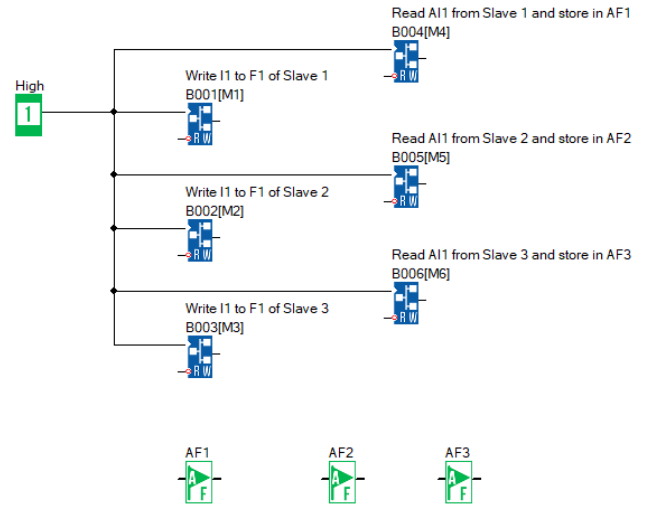 Read AI1 from Slave 1 and store in AF1
B004[M4]
R W
High
1
Write I1 to F1 of Slave 1
B001[M1]
R W
Read AI1 from Slave 2 and store in AF2
B005[M5]
R W
Write I1 to F1 of Slave 2
B002[M2]
R W
Read AI1 from Slave 3 and store in AF3
B006[M6]
R W
Write I1 to F1 of Slave 3
B003[M3]
R W
AF1
A
F
AF2
A
F
AF3
A
F